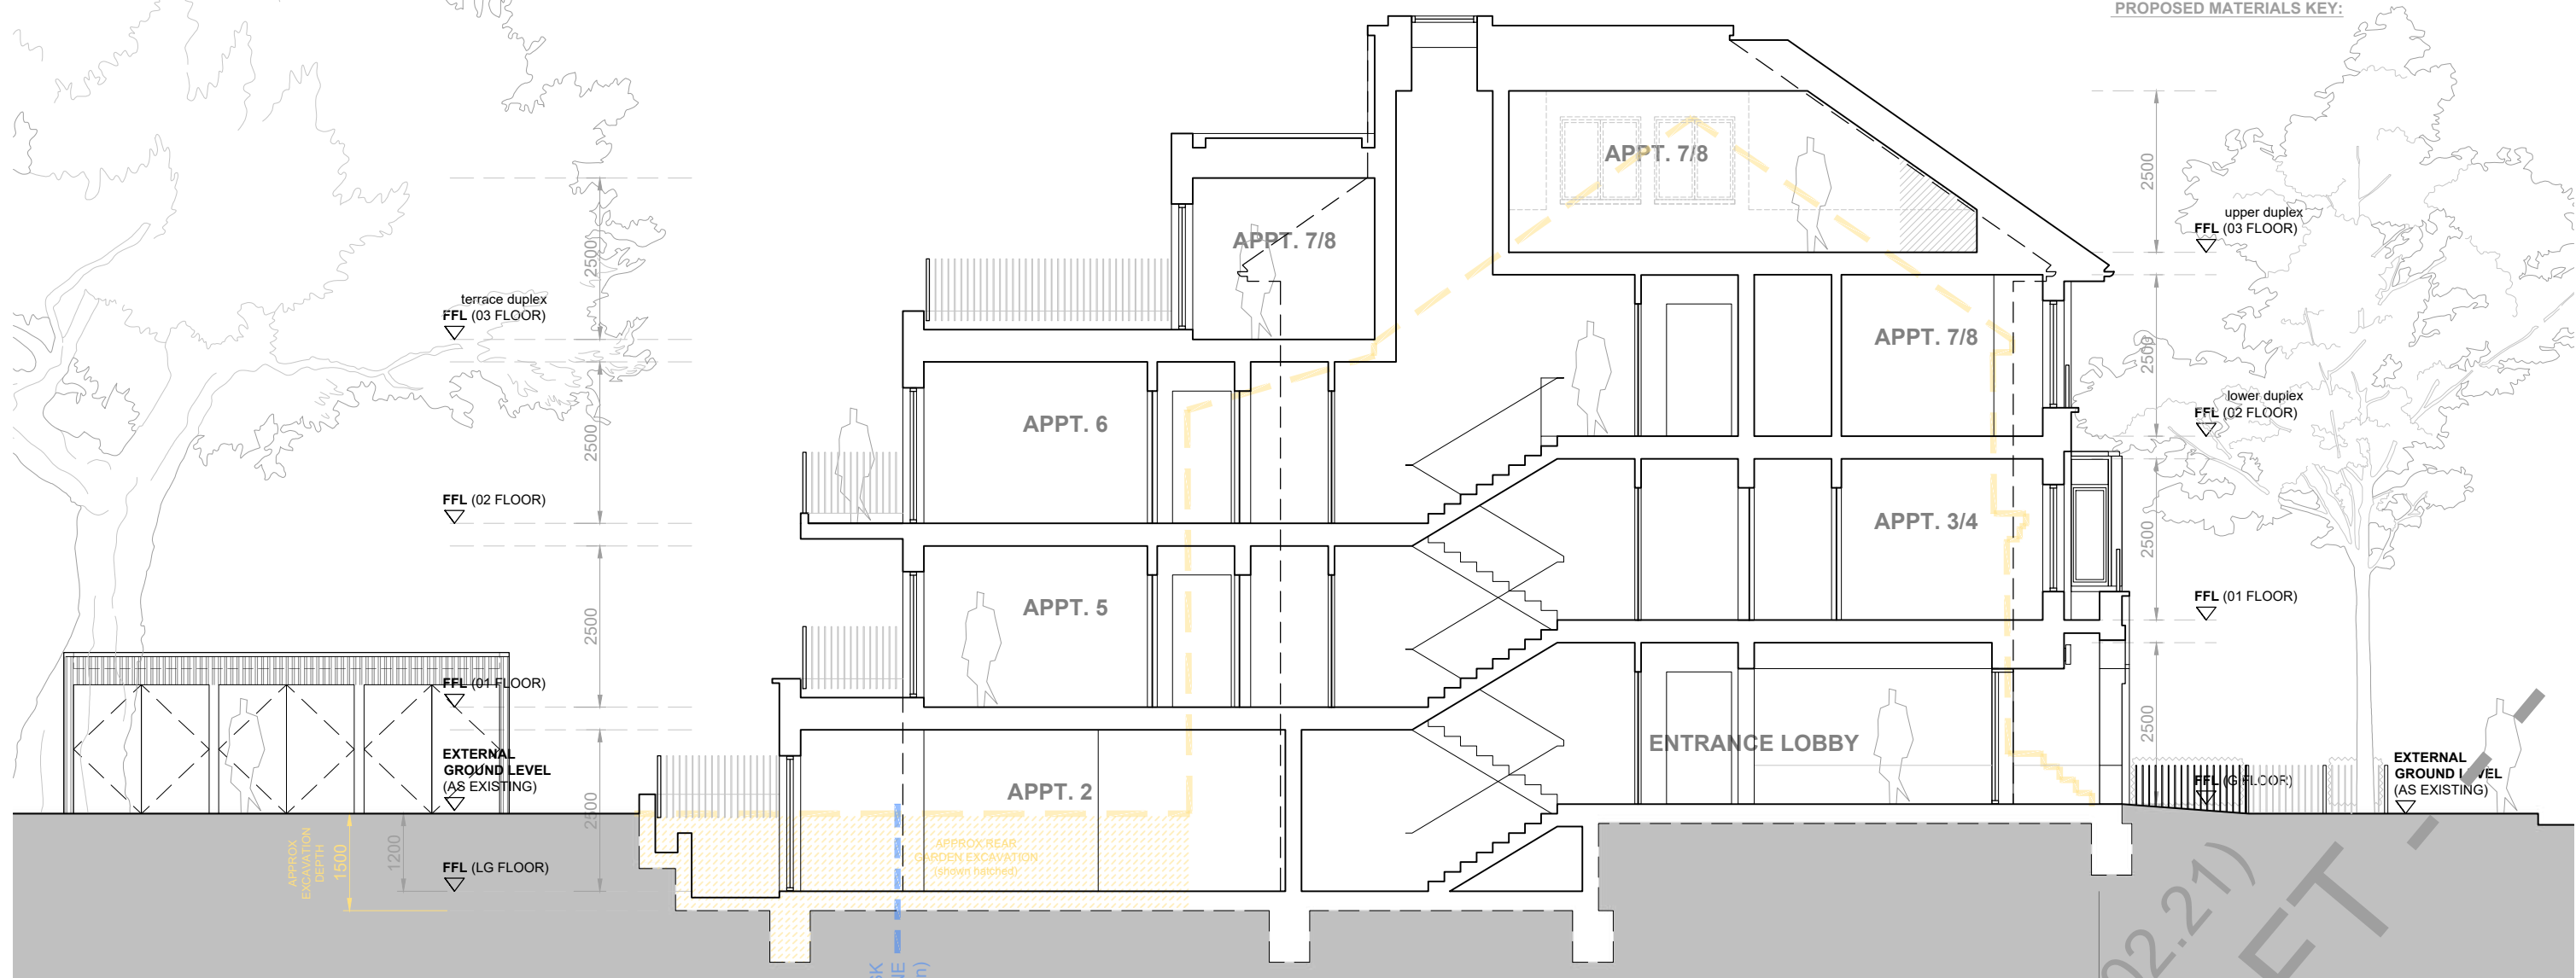 PROPOSED MATERIALS KEY:
APPT. 7/8
2500
upper duplex
FFL (03 FLOOR)
APPT. 7/8
2500
terrace duplex
FFL (03 FLOOR)
APPT. 7/8
2500
lower duplex
FFL (02 FLOOR)
APPT. 6
2500
FFL (02 FLOOR)
APPT. 3/4
2500
FFL (01 FLOOR)
APPT. 5
2500
FFL (01 FLOOR)
ENTRANCE LOBBY
2500
FFL (G FLOOR)
EXTERNAL
GROUND LEVEL
(AS EXISTING)
EXTERNAL
GROUND LEVEL
(AS EXISTING)
APPT. 2
2500
APPROX
EXCAVATION
DEPTH
1500
1200
FFL (LG FLOOR)
APPROX REAR
GARDEN EXCAVATION
(shown hatched)
02.21)